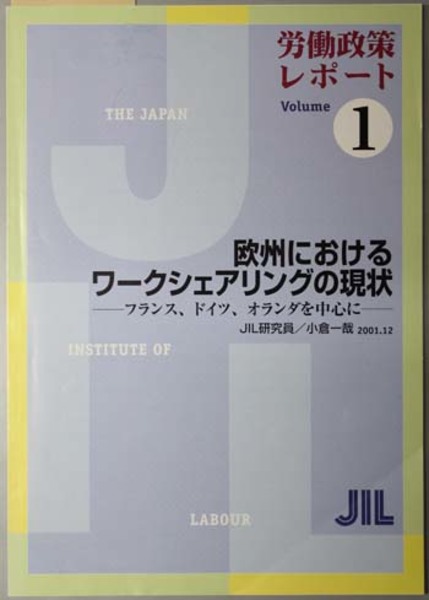 労働政策
レポート
Volume
1
THE JAPAN
欧州における
ワークシェアリングの現状
――フランス、ドイツ、オランダを中心に――
JIL研究員／小倉一哉 2001.12
INSTITUTE OF
LABOUR
JIL
JIL